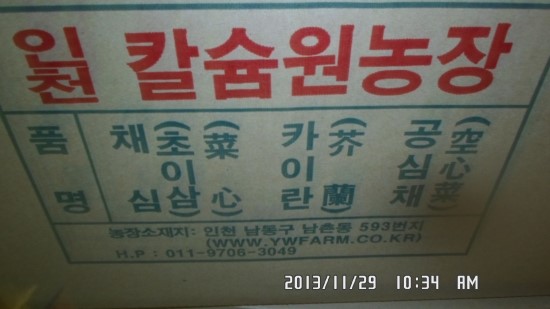 인천 칼슘원농장
품명
채심(초이삼)(菜心)
카이란(芥蘭)
공심채(空心菜)
농장소재지: 인천 남동구 남촌동 593번지
(WWW.YWFARM.CO.KR)
H.P : 011-9706-3049
2013/11/29 10:34 AM